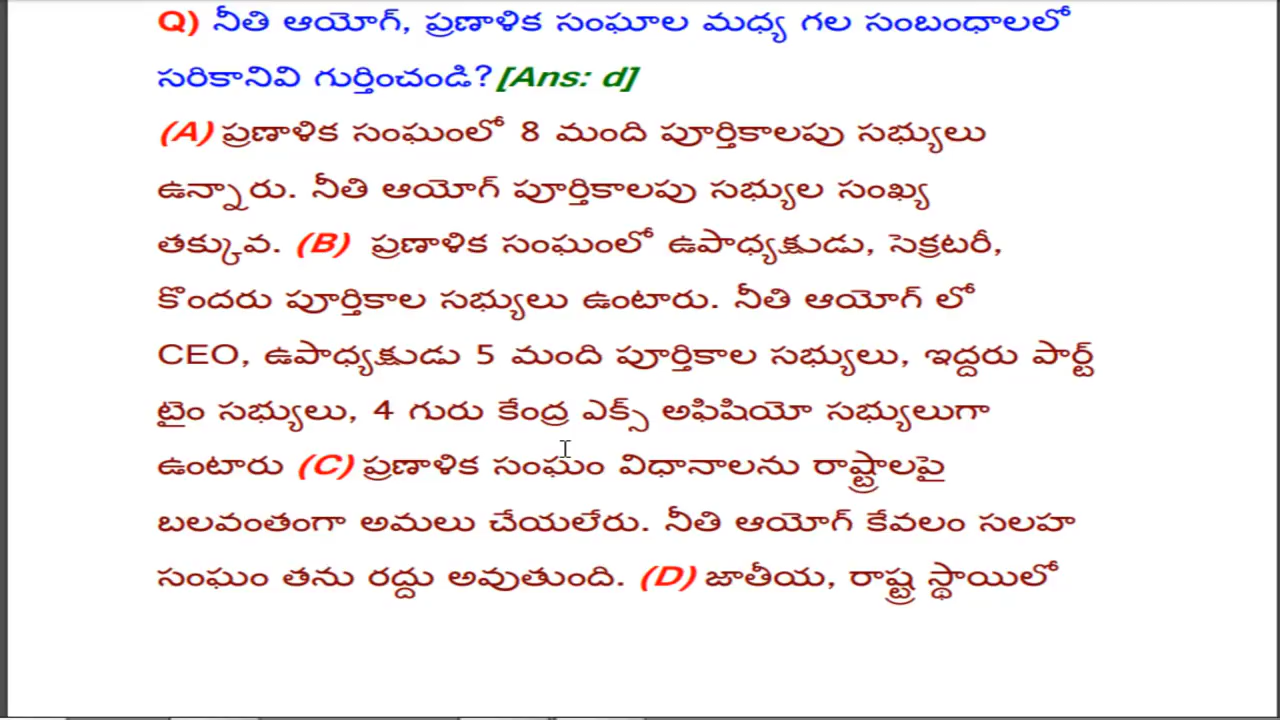 Q) నీతి ఆయోగ్, ప్రణాళిక సంఘాల మధ్య గల సంబంధాలలో
సరికానివి గుర్తించండి? [Ans: d]
(A) ప్రణాళిక సంఘంలో 8 మంది పూర్తికాలపు సభ్యులు
ఉన్నారు. నీతి ఆయోగ్ పూర్తికాలపు సభ్యుల సంఖ్య
తక్కువ. (B) ప్రణాళిక సంఘంలో ఉపాధ్యక్షుడు, సెక్రటరీ,
కొందరు పూర్తికాల సభ్యులు ఉంటారు. నీతి ఆయోగ్ లో
CEO, ఉపాధ్యక్షుడు 5 మంది పూర్తికాల సభ్యులు, ఇద్దరు పార్ట్
టైం సభ్యులు, 4 గురు కేంద్ర ఎక్స్ అఫిషియో సభ్యులుగా
ఉంటారు (C) ప్రణాళిక సంఘం విధానాలను రాష్ట్రాలపై
బలవంతంగా అమలు చేయలేరు. నీతి ఆయోగ్ కేవలం సలహ
సంఘం తను రద్దు అవుతుంది. (D) జాతీయ, రాష్ట్ర స్థాయిలో